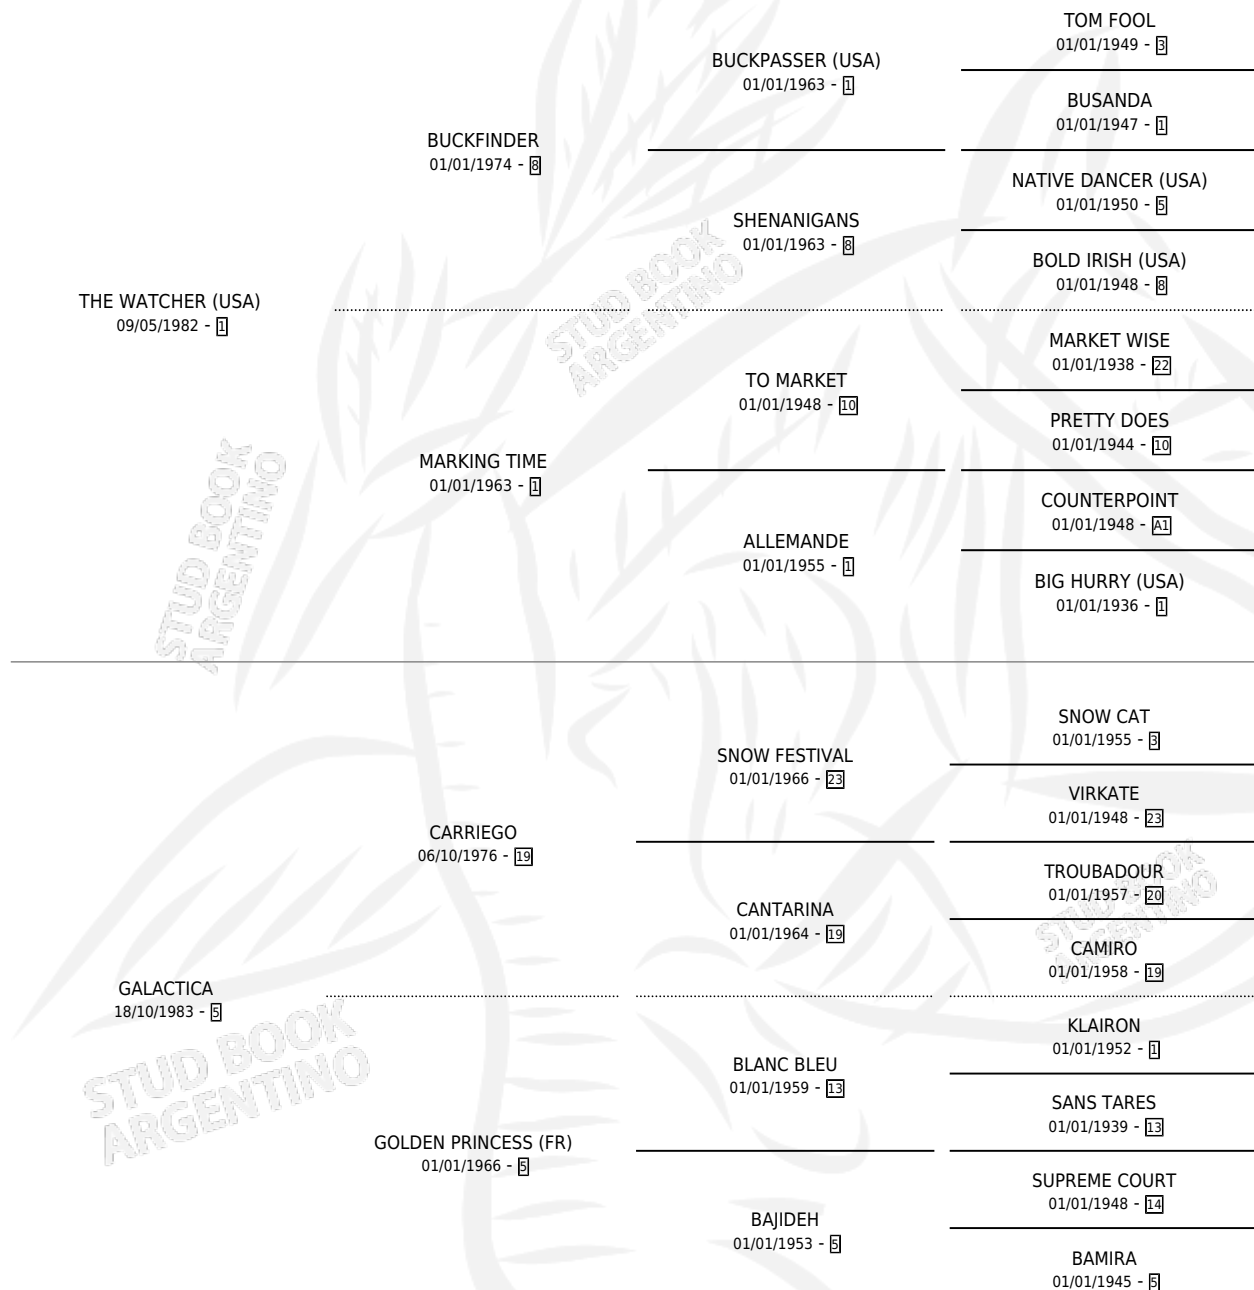 TOM FOOL
01/01/1949 - 3
BUCKPASSER (USA)
01/01/1963 - 1
BUSANDA
01/01/1947 - 1
BUCKFINDER
01/01/1974 - 8
NATIVE DANCER (USA)
01/01/1950 - 5
SHENANIGANS
01/01/1963 - 8
BOLD IRISH (USA)
01/01/1948 - 8
THE WATCHER (USA)
09/05/1982 - 1
MARKET WISE
01/01/1938 - 22
TO MARKET
01/01/1948 - 10
PRETTY DOES
01/01/1944 - 10
MARKING TIME
01/01/1963 - 1
COUNTERPOINT
01/01/1948 - A1
ALLEMANDE
01/01/1955 - 1
BIG HURRY (USA)
01/01/1936 - 1
SNOW CAT
01/01/1955 - 3
SNOW FESTIVAL
01/01/1966 - 23
VIRKATE
01/01/1948 - 23
CARRIEGO
06/10/1976 - 19
TROUBADOUR
01/01/1957 - 20
CANTARINA
01/01/1964 - 19
CAMIRO
01/01/1958 - 19
GALACTICA
18/10/1983 - 5
KLAIRON
01/01/1952 - 1
BLANC BLEU
01/01/1959 - 13
SANS TARES
01/01/1939 - 13
GOLDEN PRINCESS (FR)
01/01/1966 - 5
SUPREME COURT
01/01/1948 - 14
BAJIDEH
01/01/1953 - 5
BAMIRA
01/01/1945 - 5
STUD BOOK
ARGENTINO
STUD BOOK
ARGENTINO
STUD BOOK
ARGENTINO
STUD BOOK
ARGENTINO